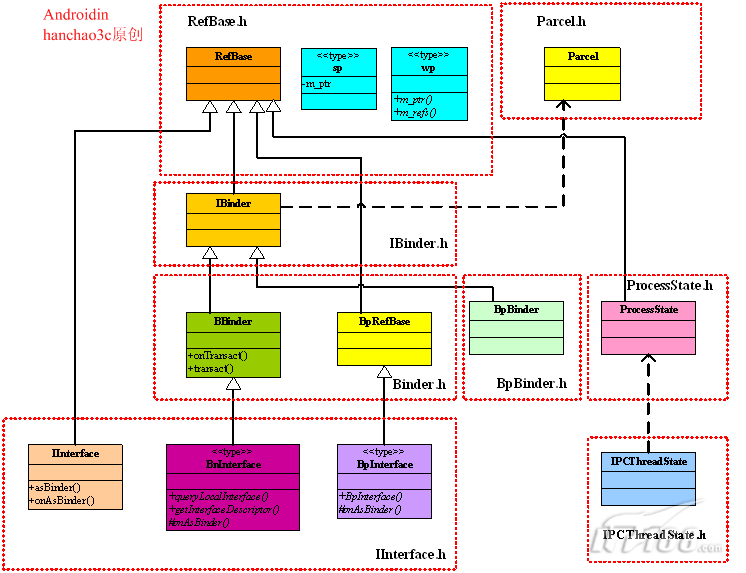 Androidin
hanchao3c原创
RefBase.h
Parcel.h
RefBase
<<type>>
sp
-m_ptr
<<type>>
wp
+m_ptr()
+m_refs()
Parcel
IBinder
IBinder.h
BBinder
+onTransact()
+transact()
BpRefBase
Binder.h
BpBinder
BpBinder.h
ProcessState.h
ProcessState
IInterface
+asBinder()
+onAsBinder()
<<type>>
BnInterface
+queryLocalInterface()
+getInterfaceDescriptor()
#onAsBinder()
<<type>>
BpInterface
+BpInterface()
#onAsBinder()
IInterface.h
IPCThreadState
IPCThreadState.h